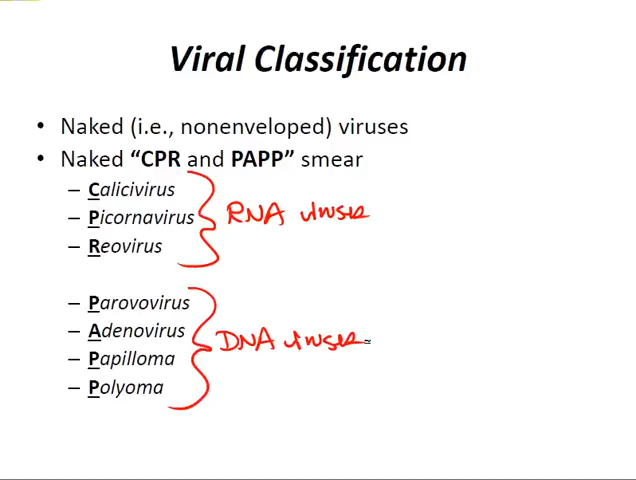 Viral Classification
• Naked (i.e., nonenveloped) viruses
• Naked “CPR and PAPP” smear
– Calicivirus
– Picornavirus
RNA viruses
– Reovirus
– Parovovirus
– Adenovirus
DNA viruses
– Papilloma
– Polyoma